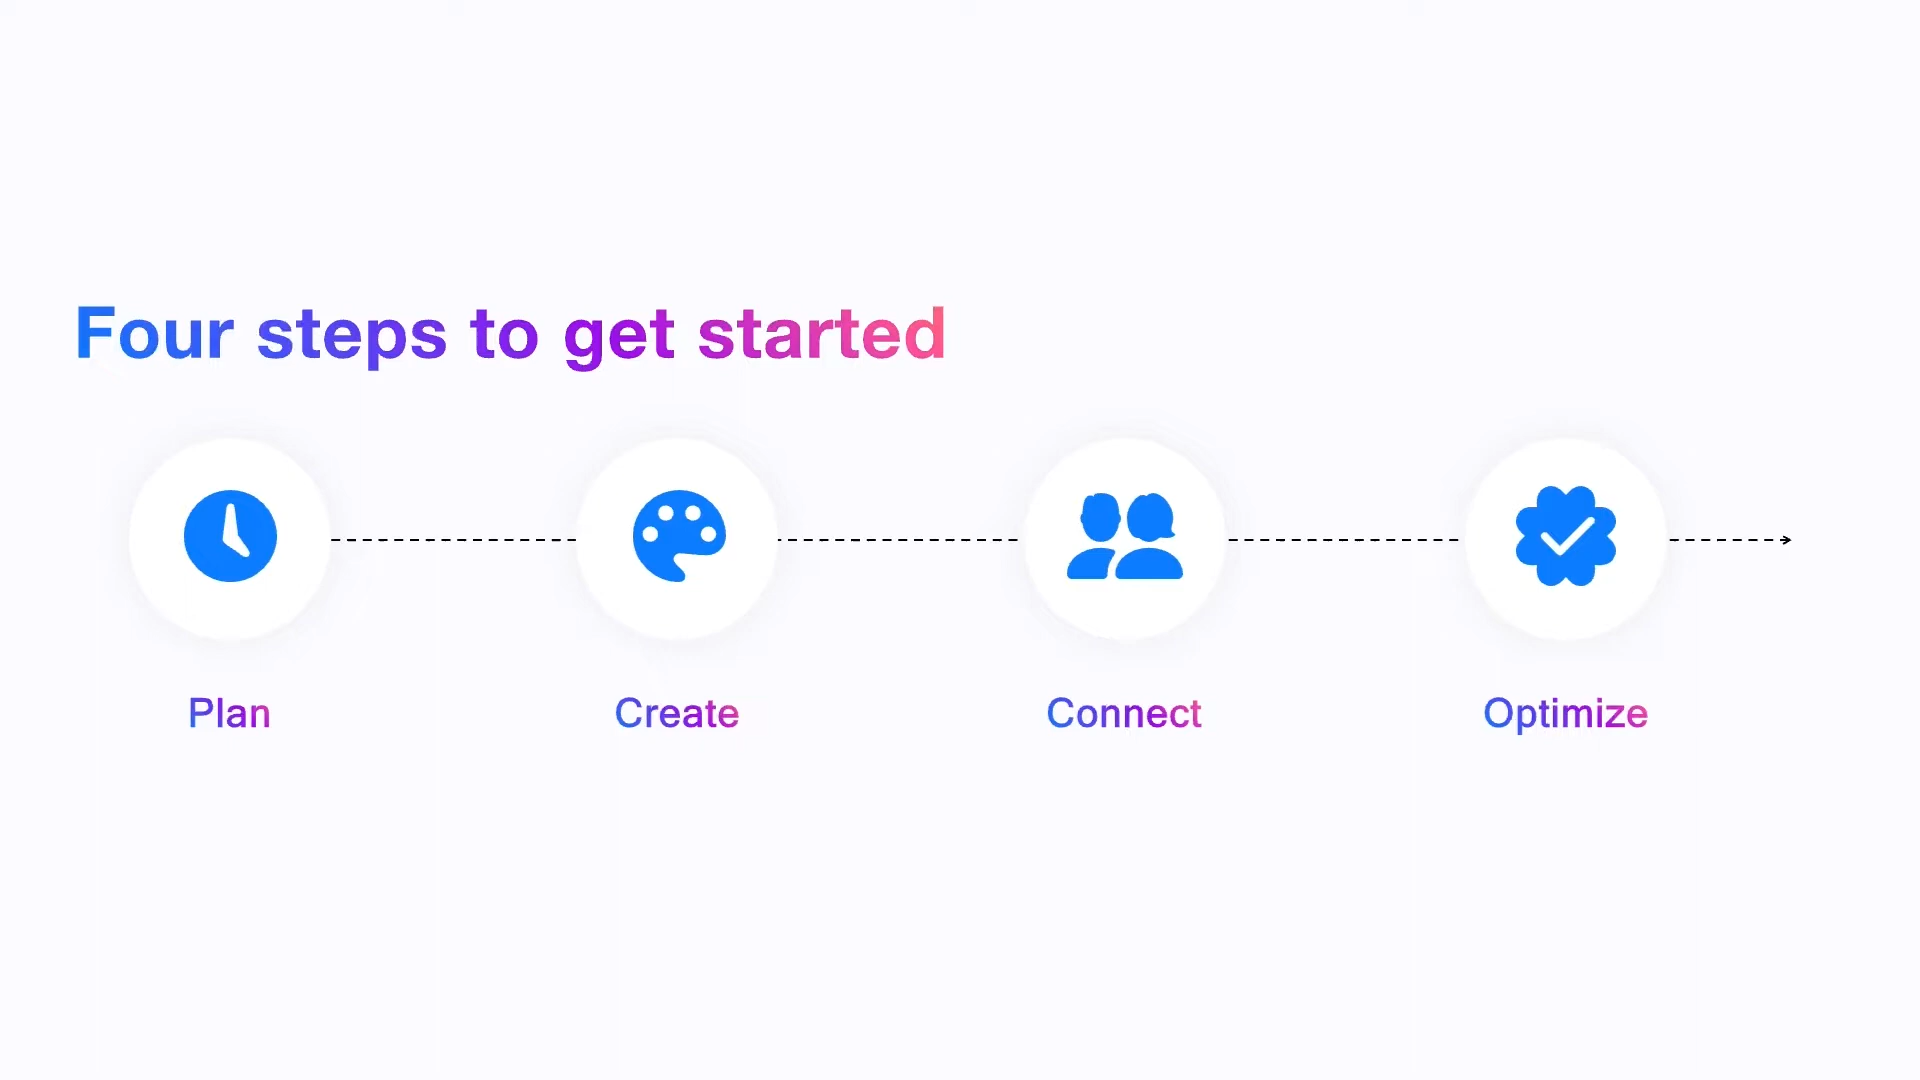 Four steps to get started
Plan
Create
Connect
Optimize